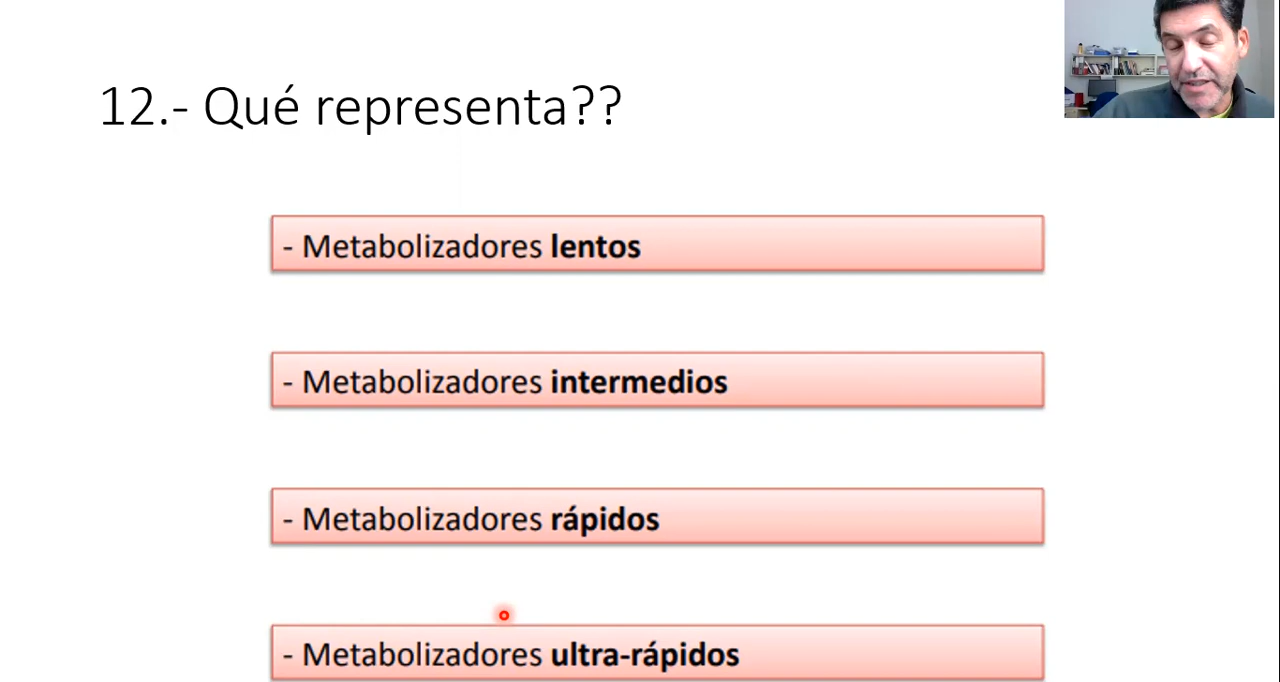 12.- Qué representa??
- Metabolizadores lentos
- Metabolizadores intermedios
- Metabolizadores rápidos
- Metabolizadores ultra-rápidos